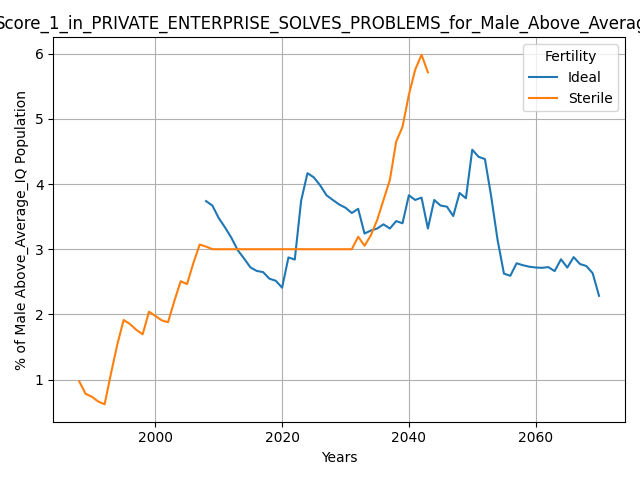 Score_1_in_PRIVATE_ENTERPRISE_SOLVES_PROBLEMS_for_Male_Above_Averag
% of Male Above_Average_IQ Population
6
5
4
3
2
1
Fertility
Ideal
Sterile
2000 2020 2040 2060
Years